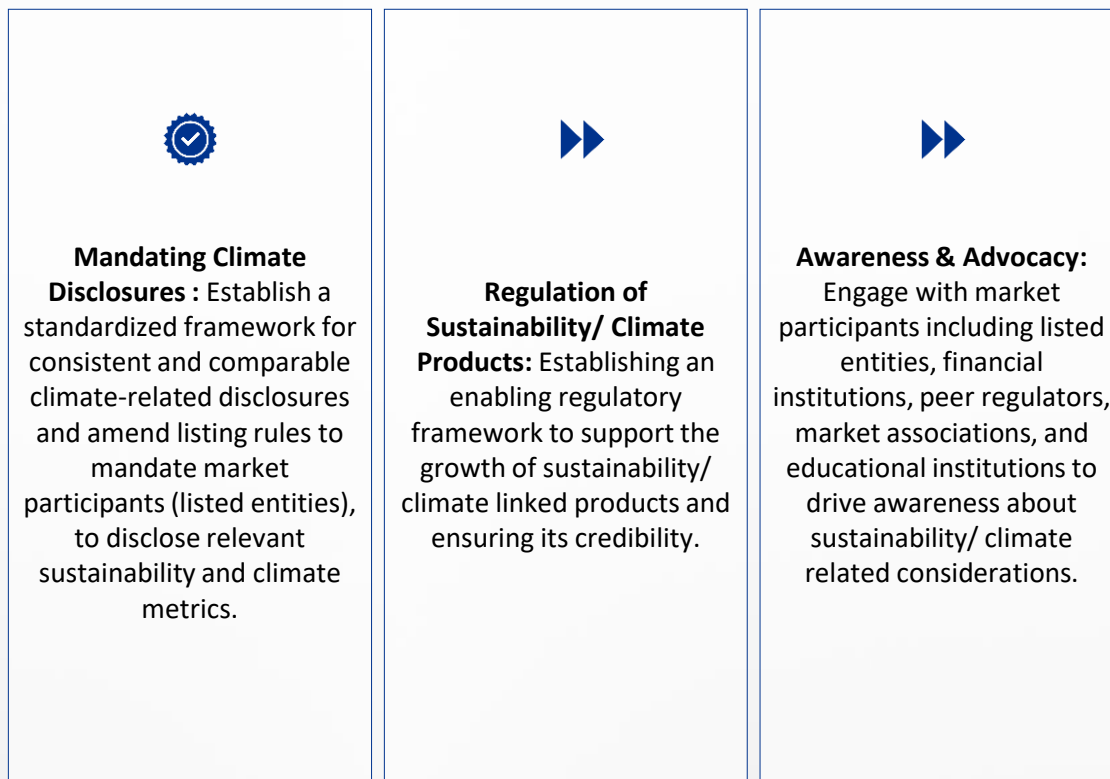 Mandating Climate
Disclosures : Establish a
standardized framework for
consistent and comparable
climate-related disclosures
and amend listing rules to
mandate market
participants (listed entities),
to disclose relevant
sustainability and climate
metrics.
Regulation of
Sustainability/ Climate
Products: Establishing an
enabling regulatory
framework to support the
growth of sustainability/
climate linked products and
ensuring its credibility.
Awareness & Advocacy:
Engage with market
participants including listed
entities, financial
institutions, peer regulators,
market associations, and
educational institutions to
drive awareness about
sustainability/ climate
related considerations.